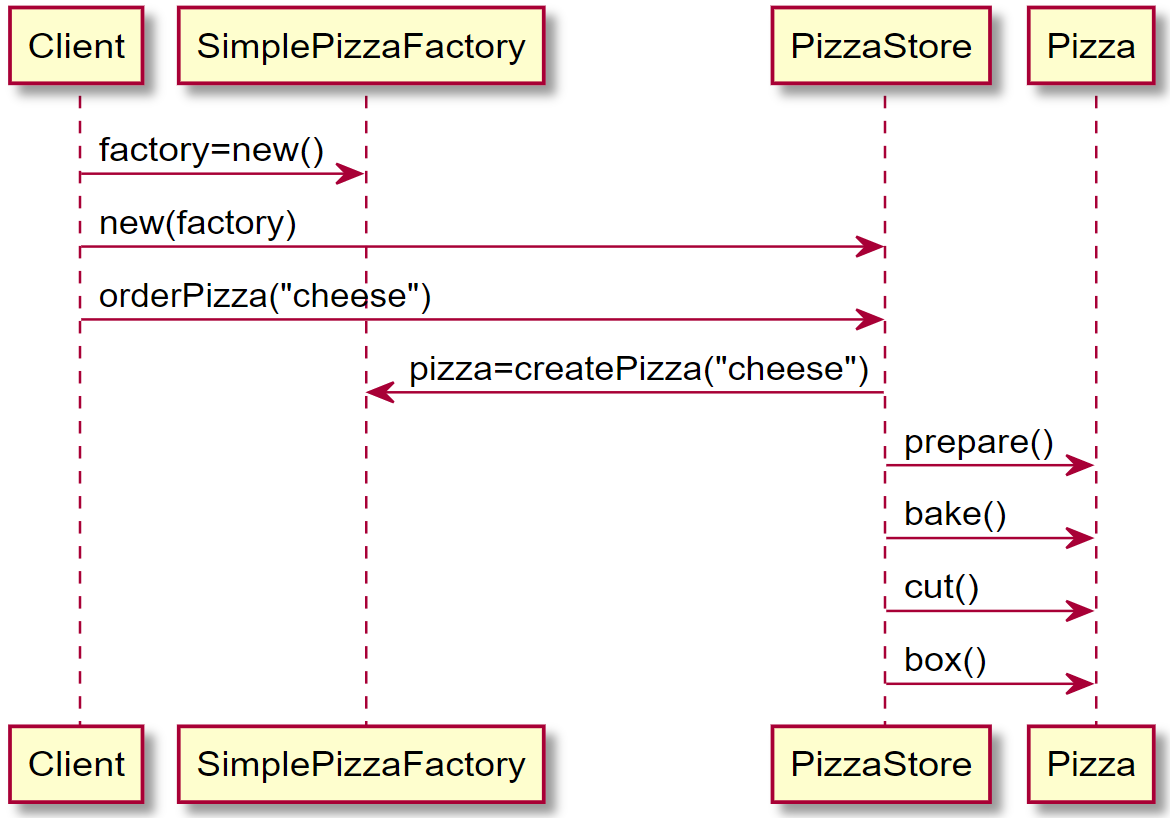 Client
SimplePizzaFactory
PizzaStore
Pizza
factory=new()
new(factory)
orderPizza("cheese")
pizza=createPizza("cheese")
prepare()
bake()
cut()
box()
Client
SimplePizzaFactory
PizzaStore
Pizza